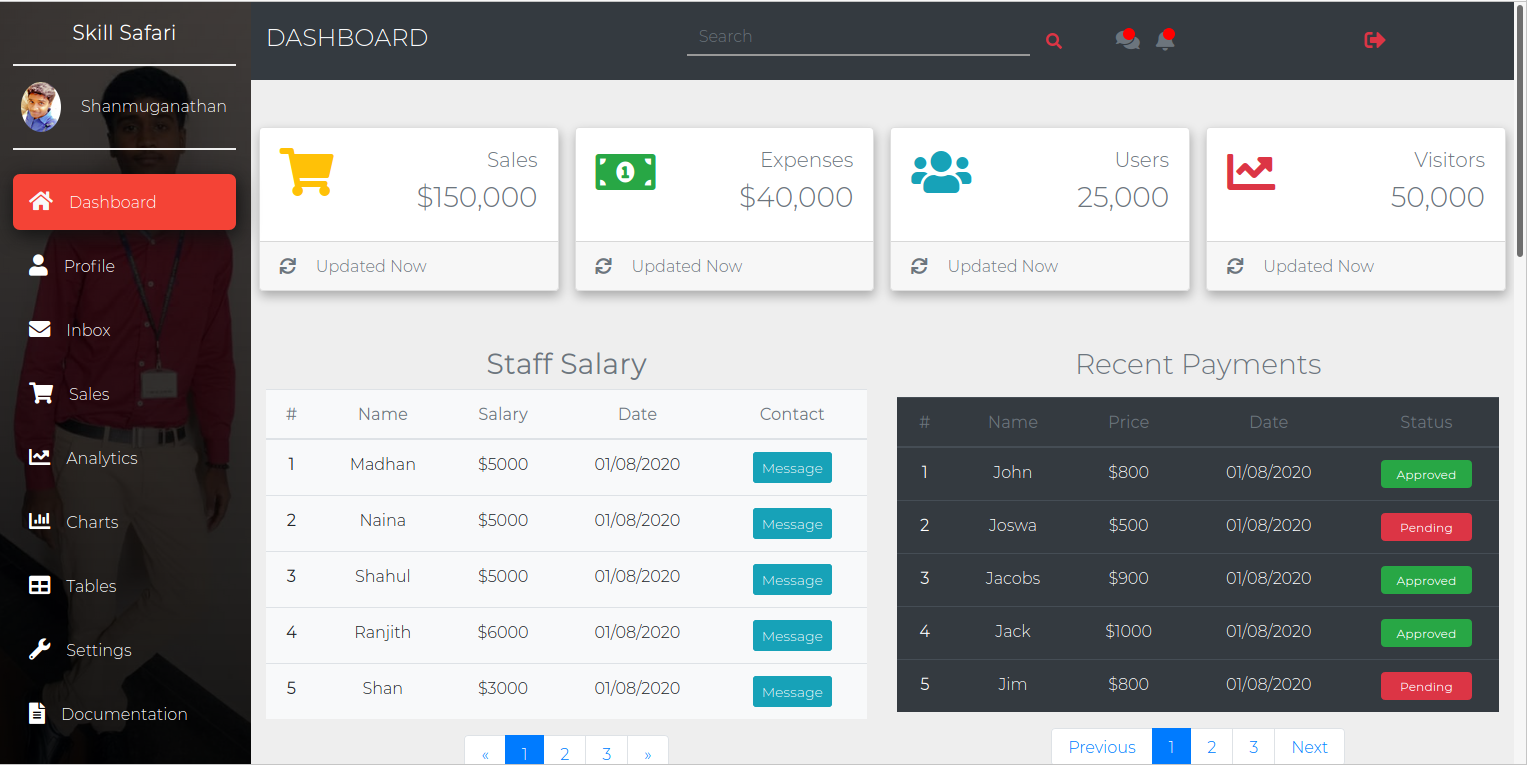 Skill Safari
Shanmuganathan
Dashboard
Profile
Inbox
Sales
Analytics
Charts
Tables
Settings
Documentation
DASHBOARD
Search
Sales
$150,000
Updated Now
1
Expenses
$40,000
Updated Now
Users
25,000
Updated Now
Visitors
50,000
Updated Now
Staff Salary
# Name Salary Date Contact
1 Madhan $5000 01/08/2020 Message
2 Naina $5000 01/08/2020 Message
3 Shahul $5000 01/08/2020 Message
4 Ranjith $6000 01/08/2020 Message
5 Shan $3000 01/08/2020 Message
« 1 2 3 »
Recent Payments
# Name Price Date Status
1 John $800 01/08/2020 Approved
2 Joswa $500 01/08/2020 Pending
3 Jacobs $900 01/08/2020 Approved
4 Jack $1000 01/08/2020 Approved
5 Jim $800 01/08/2020 Pending
Previous 1 2 3 Next